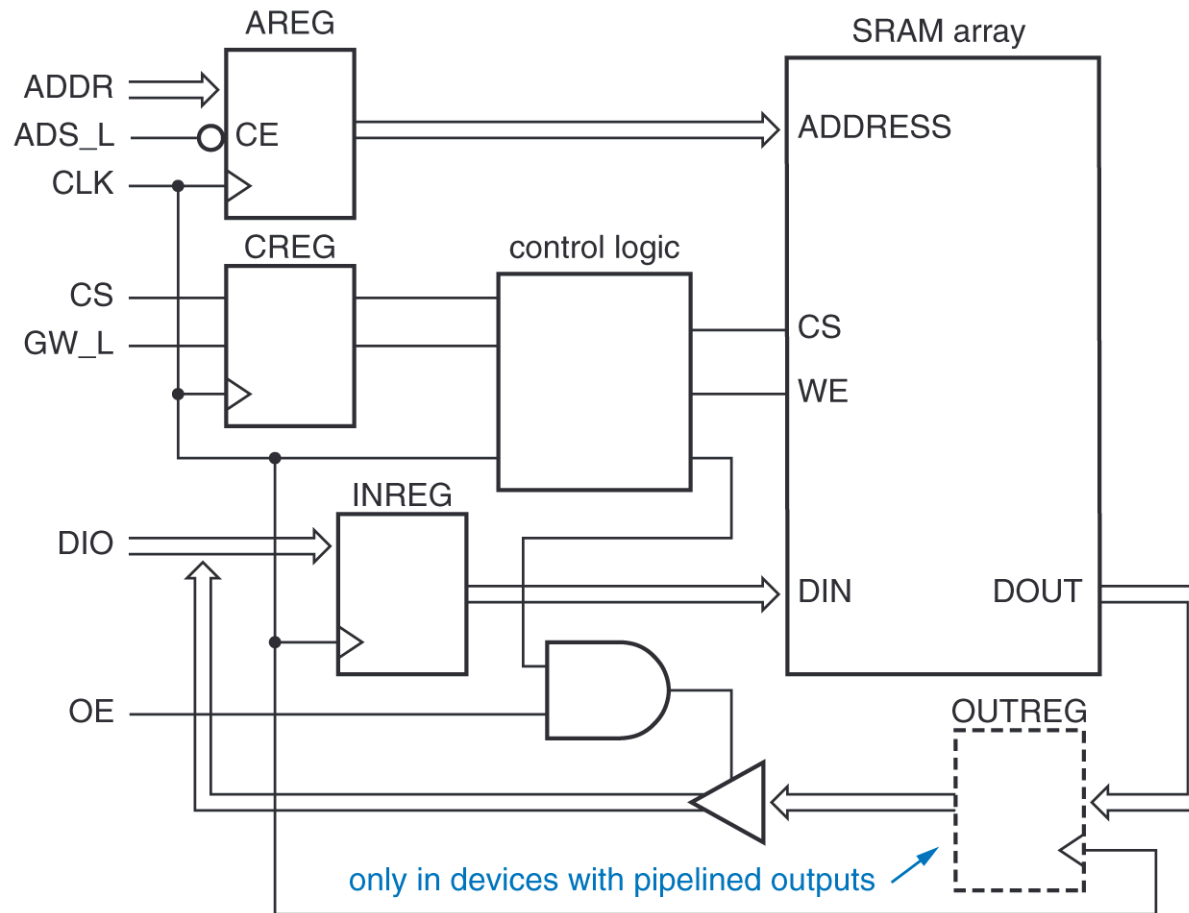 AREG
SRAM array
ADDR
ADS_L
CE
CLK
ADDRESS
CREG
control logic
CS
GW_L
CS
WE
INREG
DIO
DIN
DOUT
OE
OUTREG
only in devices with pipelined outputs